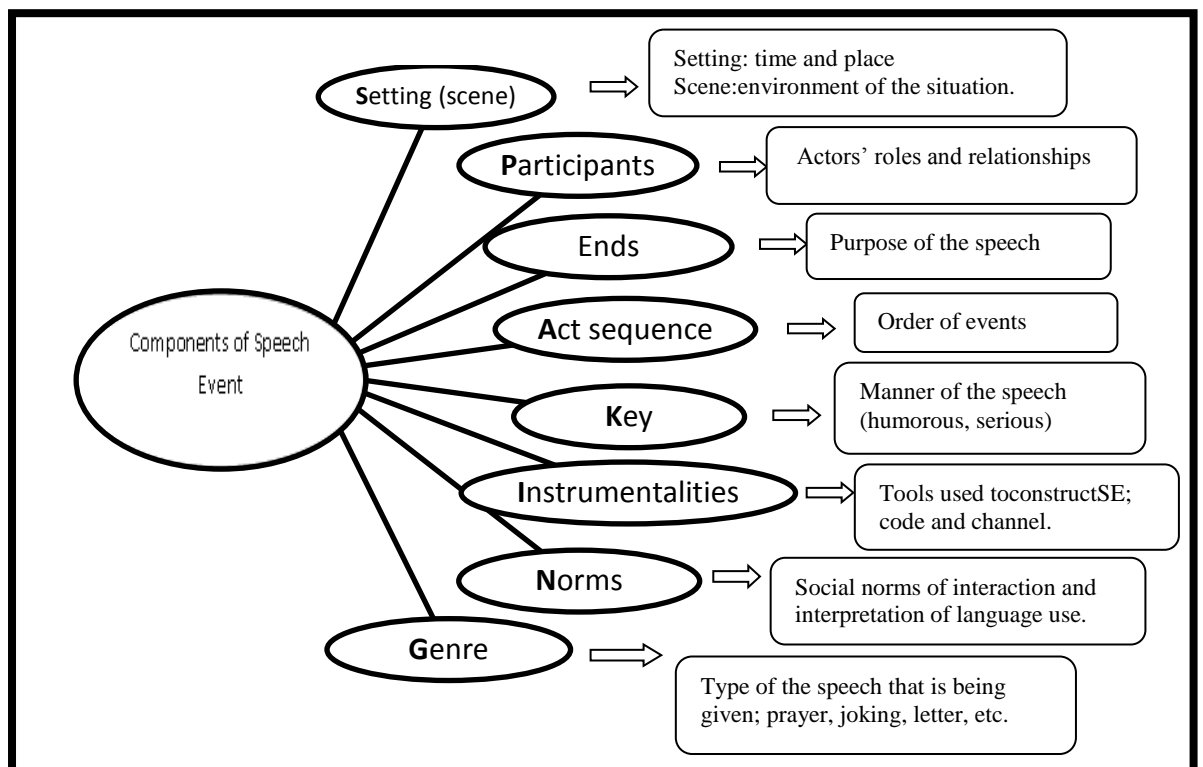 Setting (scene)
Setting: time and place
Scene:environment of the situation.
Participants
Actors’ roles and relationships
Ends
Purpose of the speech
Act sequence
Order of events
Components of Speech
Event
Key
Manner of the speech
(humorous, serious)
Instrumentalities
Tools used toconstructSE;
code and channel.
Norms
Social norms of interaction and
interpretation of language use.
Genre
Type of the speech that is being
given; prayer, joking, letter, etc.